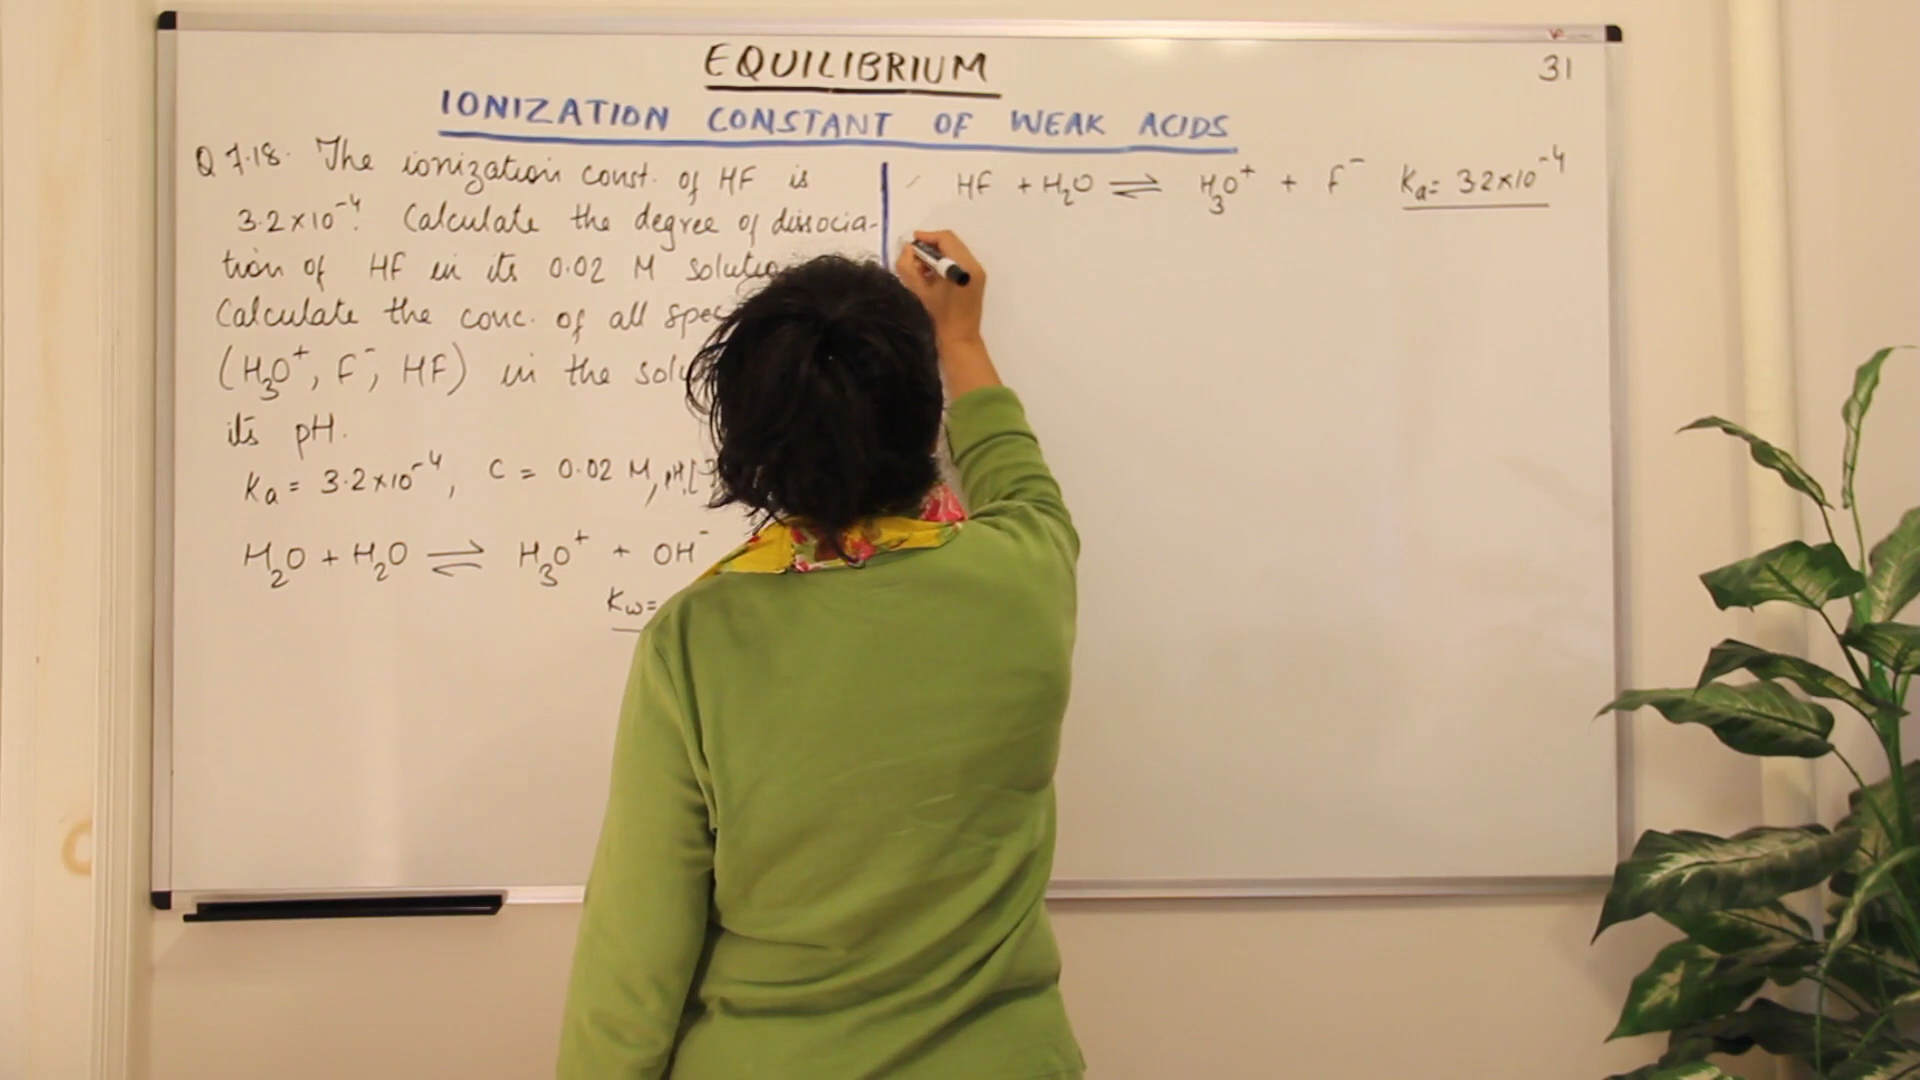 EQUILIBRIUM
31
IONIZATION CONSTANT OF WEAK ACIDS
Q 7.18. The ionization const. of HF is
3.2×10⁻⁴. Calculate the degree of dissocia-
tion of HF in its 0.02 M
Calculate the conc. of all
(H₃O⁺, F⁻, HF) in the
its pH.
Ka = 3.2×10⁻⁴, C = 0.02 M, pH,
H₂O + H₂O ⇌ H₃O⁺ + OH⁻
Kw =
HF + H₂O ⇌ H₃O⁺ + F⁻ Ka = 3.2×10⁻⁴